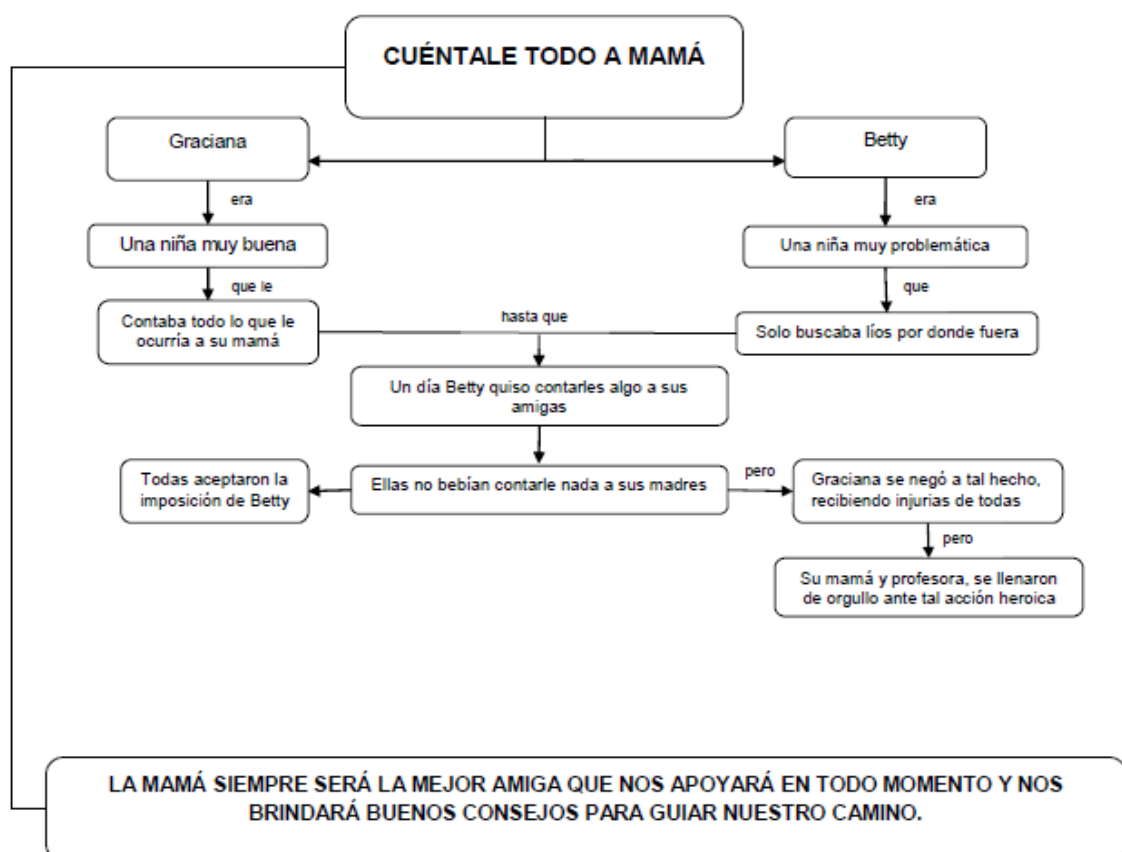 CUÉNTALE TODO A MAMÁ
Graciana
Betty
era
era
Una niña muy buena
Una niña muy problemática
que le
que
Contaba todo lo que le
ocurría a su mamá
hasta que
Solo buscaba líos por donde fuera
Un día Betty quiso contarles algo a sus
amigas
Todas aceptaron la
imposición de Betty
Ellas no bebían contarle nada a sus madres
pero
Graciana se negó a tal hecho,
recibiendo injurias de todas
pero
Su mamá y profesora, se llenaron
de orgullo ante tal acción heroica
LA MAMÁ SIEMPRE SERÁ LA MEJOR AMIGA QUE NOS APOYARÁ EN TODO MOMENTO Y NOS
BRINDARÁ BUENOS CONSEJOS PARA GUIAR NUESTRO CAMINO.